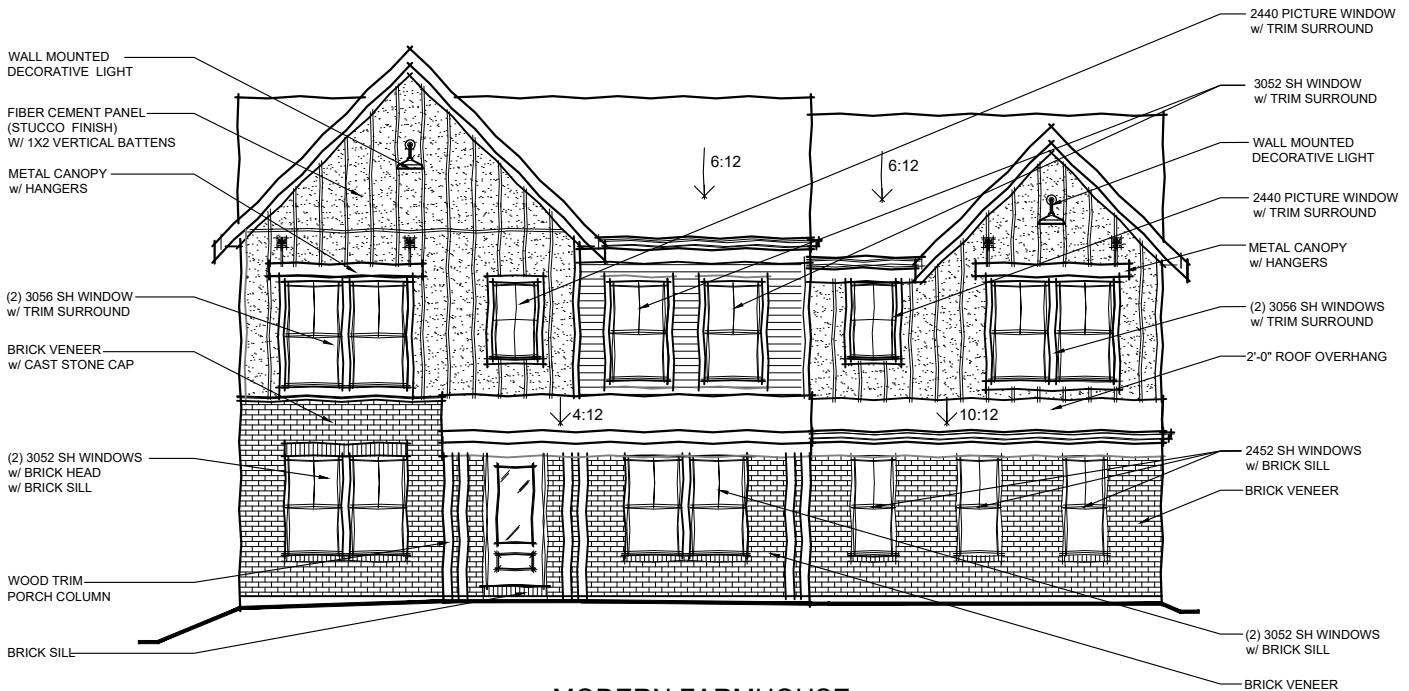 WALL MOUNTED
DECORATIVE LIGHT
FIBER CEMENT PANEL
(STUCCO FINISH)
W/ 1X2 VERTICAL BATTENS
METAL CANOPY
w/ HANGERS
(2) 3056 SH WINDOW
w/ TRIM SURROUND
BRICK VENEER
w/ CAST STONE CAP
(2) 3052 SH WINDOWS
w/ BRICK HEAD
w/ BRICK SILL
WOOD TRIM
PORCH COLUMN
BRICK SILL
6:12
6:12
4:12
10:12
2440 PICTURE WINDOW
w/ TRIM SURROUND
3052 SH WINDOW
w/ TRIM SURROUND
WALL MOUNTED
DECORATIVE LIGHT
2440 PICTURE WINDOW
w/ TRIM SURROUND
METAL CANOPY
w/ HANGERS
(2) 3056 SH WINDOWS
w/ TRIM SURROUND
2'-0" ROOF OVERHANG
2452 SH WINDOWS
w/ BRICK SILL
BRICK VENEER
(2) 3052 SH WINDOWS
w/ BRICK SILL
BRICK VENEER
MODERN FARMHOUSE